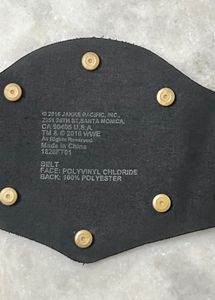 © 2016 JAKKS PACIFIC, INC.,
2951 28TH ST, SANTA MONICA,
CA 90405 U.S.A.
TM & © 2016 WWE
All Rights Reserved.
Made in China
1828FT01
BELT
FACE: POLYVINYL CHLORIDE
BACK: 100% POLYESTER